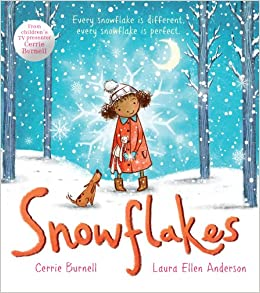 Every snowflake is different,
every snowflake is perfect.
From
children's
TV presenter
Cerrie
Burnell
Snowflakes
Cerrie Burnell
Laura Ellen Anderson